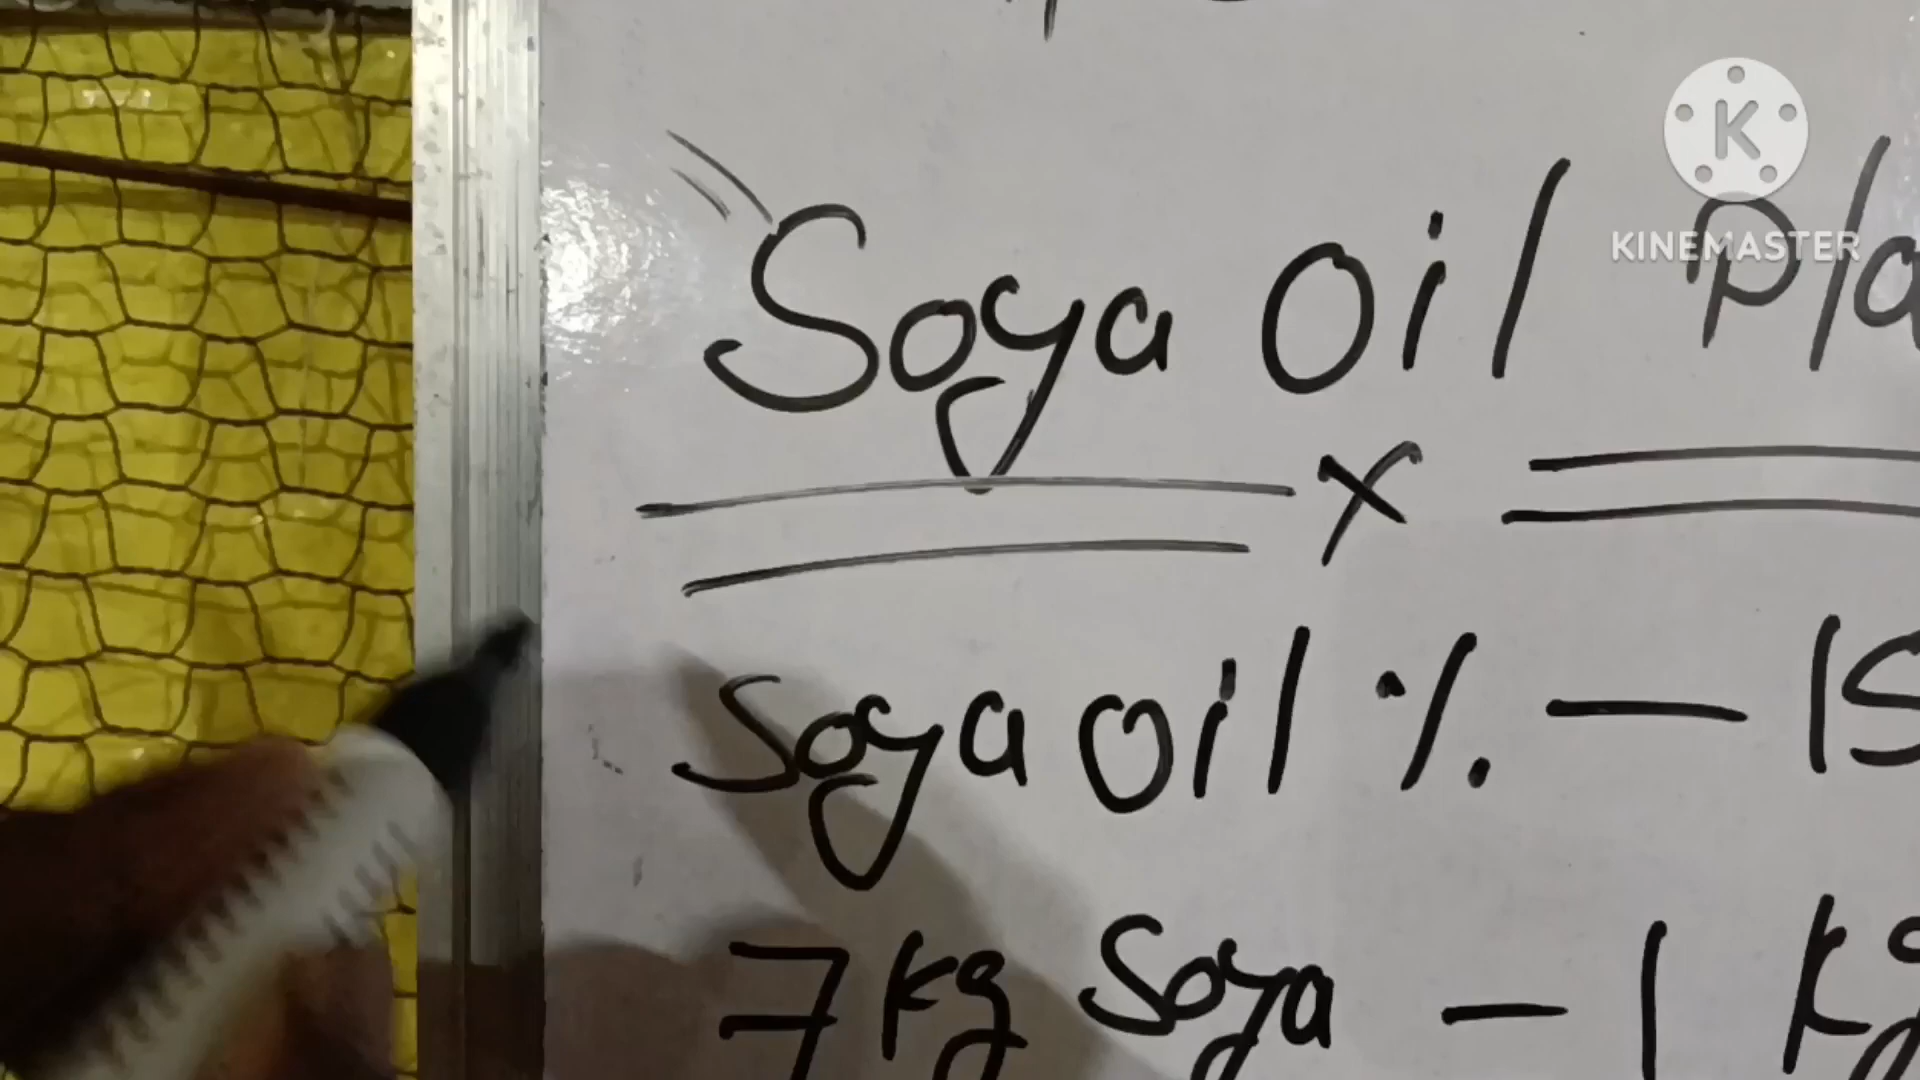 Soya Oil Pla
Soya Oil % — 15
7 kg Soya — 1 kg
K
KINEMASTER